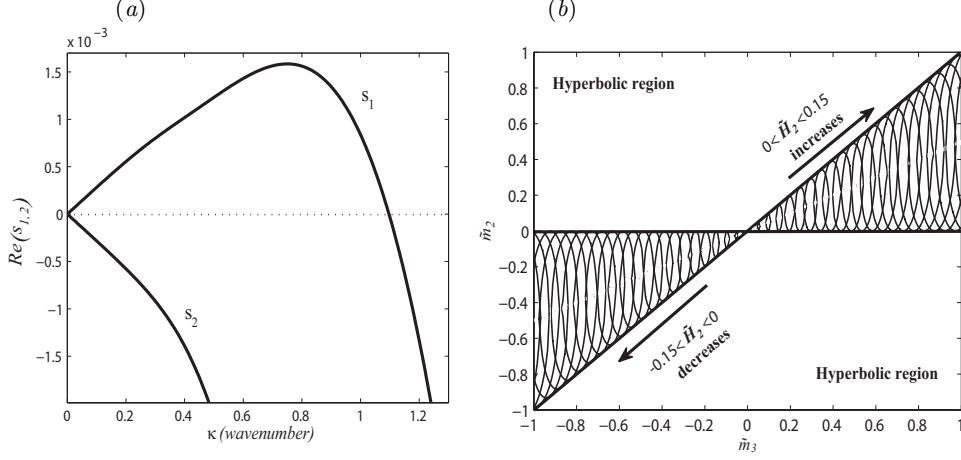 (a)
(b)
x 10⁻³
1.5
1
0.5
0
−0.5
−1
−1.5
Re(s₁,₂)
s₁
s₂
0 0.2 0.4 0.6 0.8 1 1.2
κ (wavenumber)
1
0.8
0.6
0.4
0.2
0
−0.2
−0.4
−0.6
−0.8
−1
m̃₂
Hyperbolic region
0< H̃₂ <0.15
increases
-0.15< H̃₂ <0
decreases
Hyperbolic region
−1 −0.8 −0.6 −0.4 −0.2 0 0.2 0.4 0.6 0.8 1
m̃₃